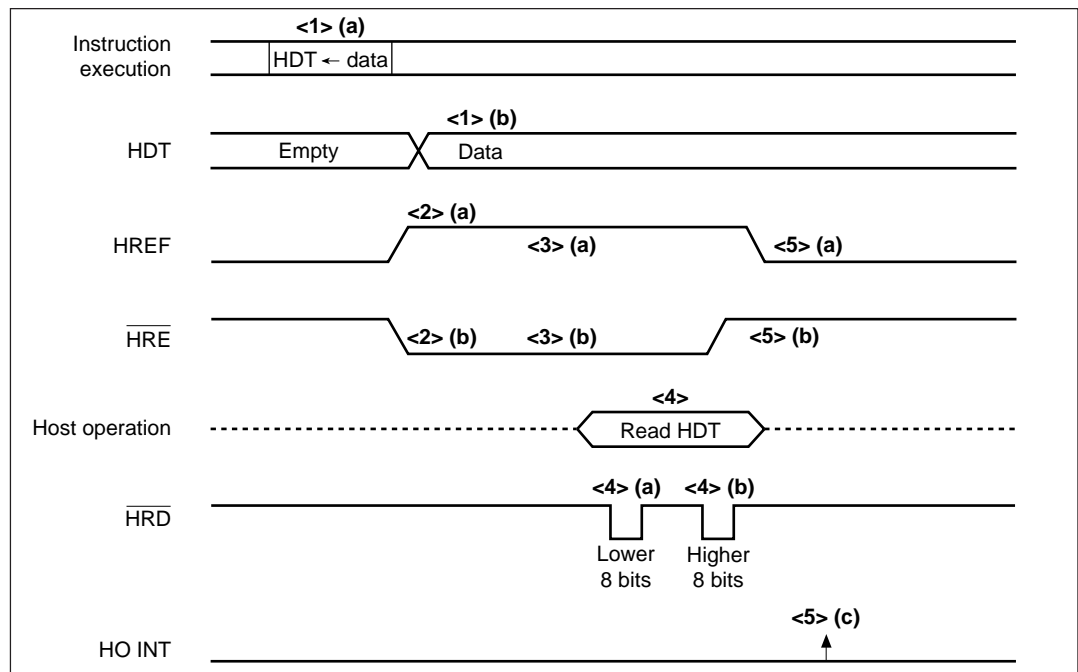 <1> (a)
Instruction
execution
HDT ← data
<1> (b)
HDT
Empty
Data
<2> (a)
HREF
<3> (a)
<5> (a)
HRE
<2> (b)
<3> (b)
<5> (b)
<4>
Host operation
Read HDT
<4> (a)
<4> (b)
HRD
Lower
8 bits
Higher
8 bits
<5> (c)
HO INT